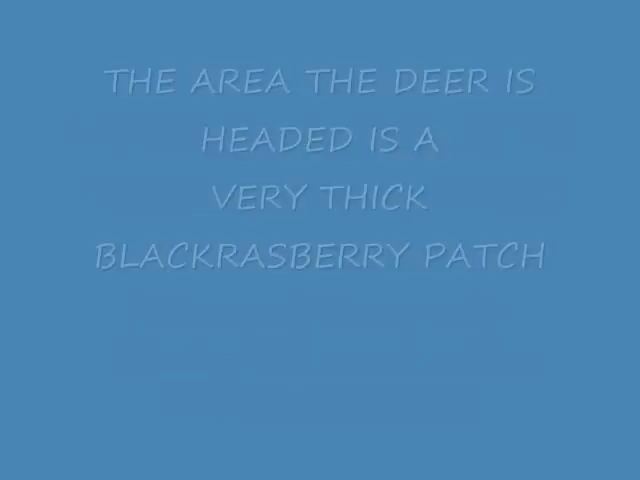 THE AREA THE DEER IS
HEADED IS A
VERY THICK
BLACKRASBERRY PATCH